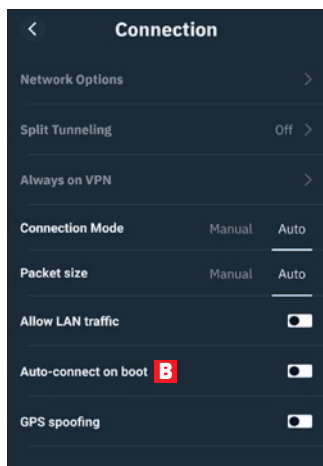 Connection
Network Options
Split Tunneling Off
Always on VPN
Connection Mode Manual Auto
Packet size Manual Auto
Allow LAN traffic
Auto-connect on boot B
GPS spoofing